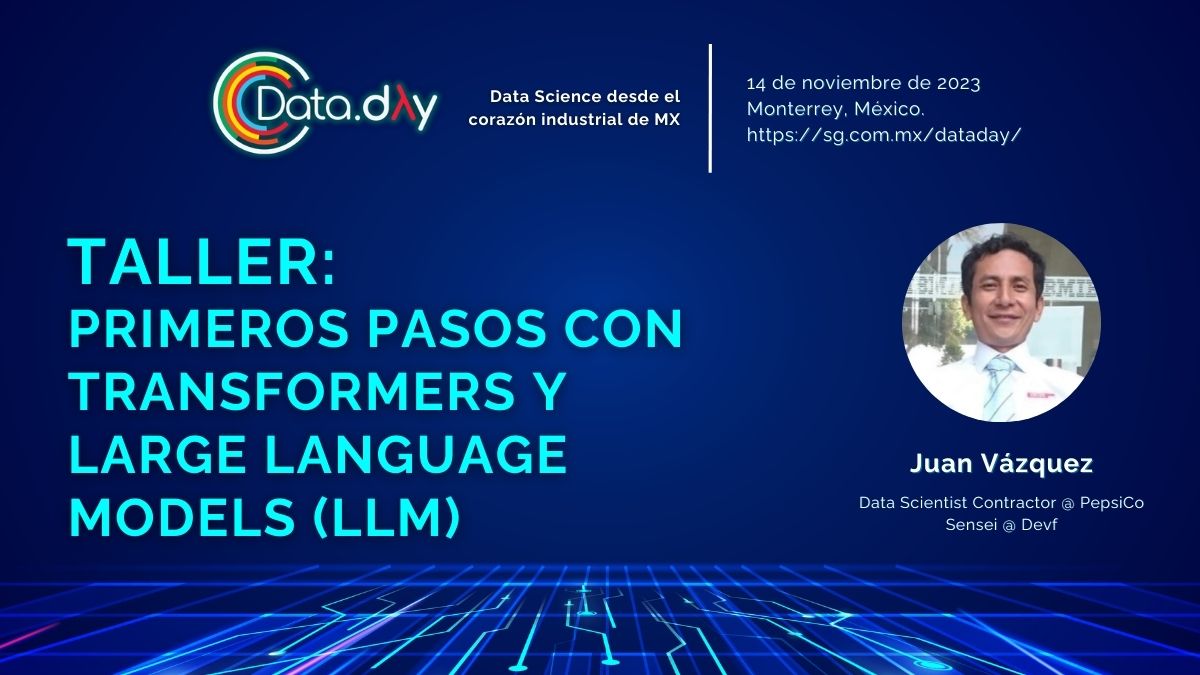 Data.day
Data Science desde el
corazón industrial de MX
14 de noviembre de 2023
Monterrey, México.
https://sg.com.mx/dataday/
TALLER:
PRIMEROS PASOS CON
TRANSFORMERS Y
LARGE LANGUAGE
MODELS (LLM)
Juan Vázquez
Data Scientist Contractor @ PepsiCo
Sensei @ Devf